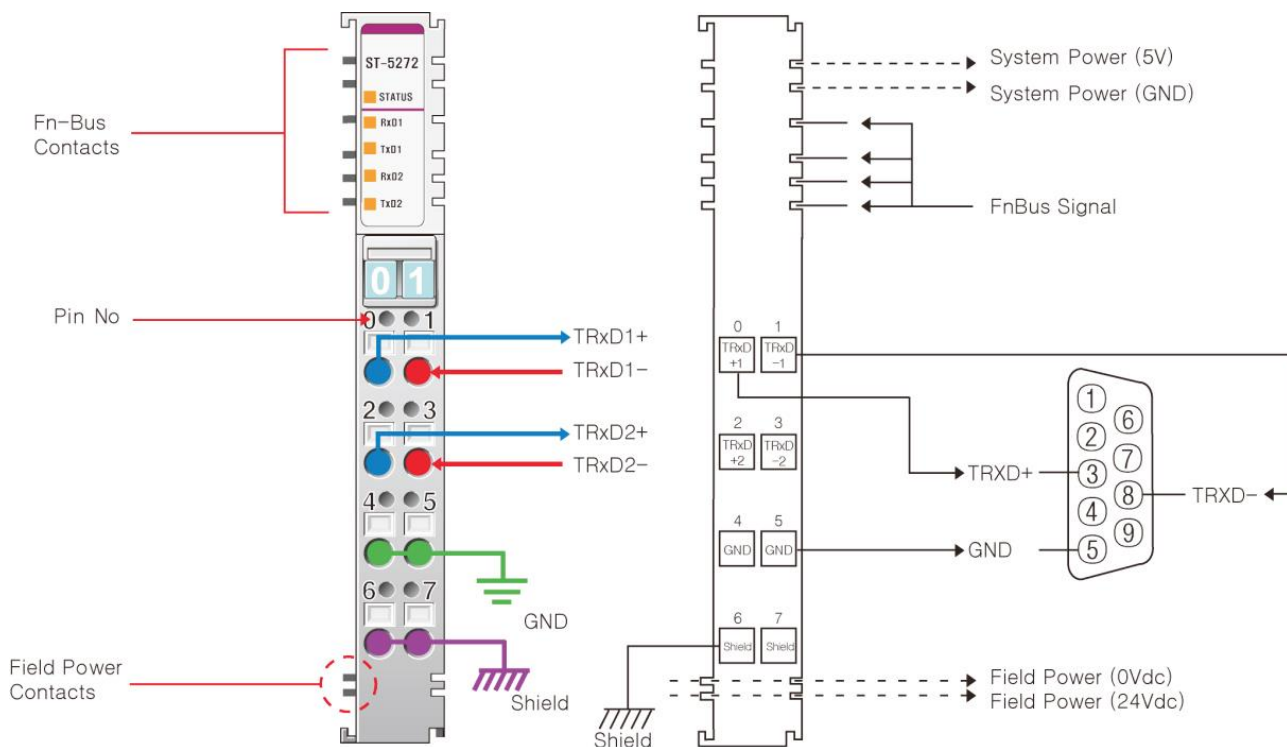 Fn-Bus
Contacts
ST-5272
STATUS
RxD1
TxD1
RxD2
TxD2
01
Pin No
0 1
TRxD1+
TRxD1-
2 3
TRxD2+
TRxD2-
4 5
GND
6 7
Shield
Field Power
Contacts
System Power (5V)
System Power (GND)
FnBus Signal
0 1
TRxD
+1
TRxD
-1
2 3
TRxD
+2
TRxD
-2
4 5
GND GND
6 7
Shield Shield
Shield
TRXD+
GND
TRXD-
1
2
3
4
5
6
7
8
9
Field Power (0Vdc)
Field Power (24Vdc)